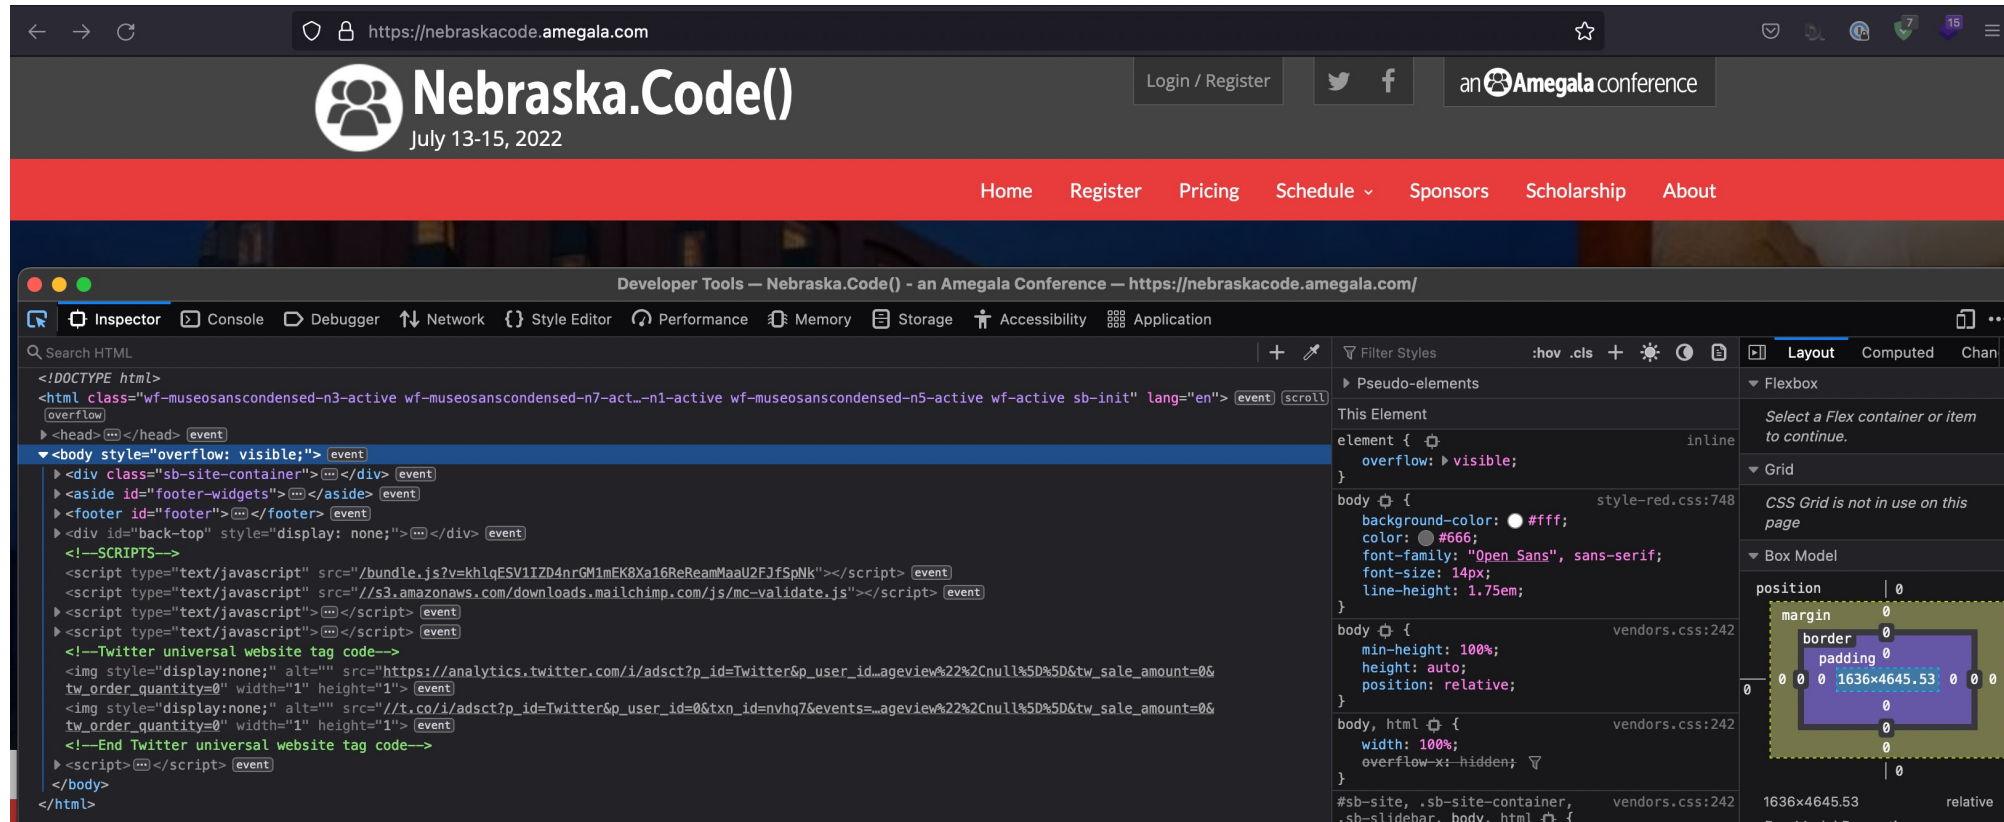 https://nebraskacode.amegala.com
7
15
Nebraska.Code()
July 13-15, 2022
Login / Register
an Amegala conference
Home Register Pricing Schedule Sponsors Scholarship About
Developer Tools — Nebraska.Code() - an Amegala Conference — https://nebraskacode.amegala.com/
Inspector Console Debugger Network {} Style Editor Performance Memory Storage Accessibility Application
Search HTML
<!DOCTYPE html>
<html class="wf-museosanscondensed-n3-active wf-museosanscondensed-n7-act…-n1-active wf-museosanscondensed-n5-active wf-active sb-init" lang="en"> event scroll
overflow
<head>…</head> event
<body style="overflow: visible;"> event
<div class="sb-site-container">…</div> event
<aside id="footer-widgets">…</aside> event
<footer id="footer">…</footer> event
<div id="back-top" style="display: none;">…</div> event
<!--SCRIPTS-->
<script type="text/javascript" src="/bundle.js?v=khlqESV1IZD4nrGM1mEK8Xa16ReReamMaaU2FJfSpNk"></script> event
<script type="text/javascript" src="//s3.amazonaws.com/downloads.mailchimp.com/js/mc-validate.js"></script> event
<script type="text/javascript">…</script> event
<script type="text/javascript">…</script> event
<!--Twitter universal website tag code-->
<img style="display:none;" alt="" src="https://analytics.twitter.com/i/adsct?p_id=Twitter&p_user_id…ageview%22%2Cnull%5D%5D&tw_sale_amount=0&
tw_order_quantity=0" width="1" height="1"> event
<img style="display:none;" alt="" src="//t.co/i/adsct?p_id=Twitter&p_user_id=0&txn_id=nvhq7&events=…ageview%22%2Cnull%5D%5D&tw_sale_amount=0&
tw_order_quantity=0" width="1" height="1"> event
<!--End Twitter universal website tag code-->
<script>…</script> event
</body>
</html>
Filter Styles :hov .cls
Pseudo-elements
This Element
element { inline
overflow: visible;
}
body { style-red.css:748
background-color: #fff;
color: #666;
font-family: "Open Sans", sans-serif;
font-size: 14px;
line-height: 1.75em;
}
body { vendors.css:242
min-height: 100%;
height: auto;
position: relative;
}
body, html { vendors.css:242
width: 100%;
overflow-x: hidden;
}
#sb-site, .sb-site-container, vendors.css:242
.sb-slidebar, body, html {
Layout Computed Chan
Flexbox
Select a Flex container or item
to continue.
Grid
CSS Grid is not in use on this
page
Box Model
position 0
margin 0
border 0
padding 0
0 0 0 0 1636×4645.53 0 0 0
0
0
0
0
1636×4645.53 relative